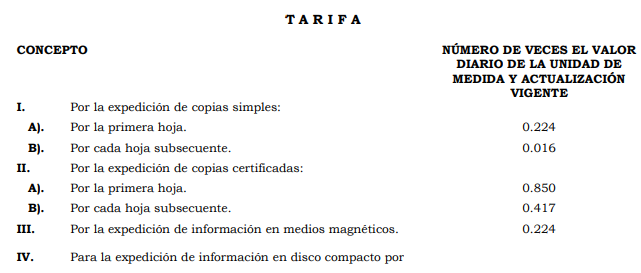 T A R I F A
CONCEPTO NÚMERO DE VECES EL VALOR
DIARIO DE LA UNIDAD DE
MEDIDA Y ACTUALIZACIÓN
VIGENTE
I. Por la expedición de copias simples:
A). Por la primera hoja. 0.224
B). Por cada hoja subsecuente. 0.016
II. Por la expedición de copias certificadas:
A). Por la primera hoja. 0.850
B). Por cada hoja subsecuente. 0.417
III. Por la expedición de información en medios magnéticos. 0.224
IV. Para la expedición de información en disco compacto por